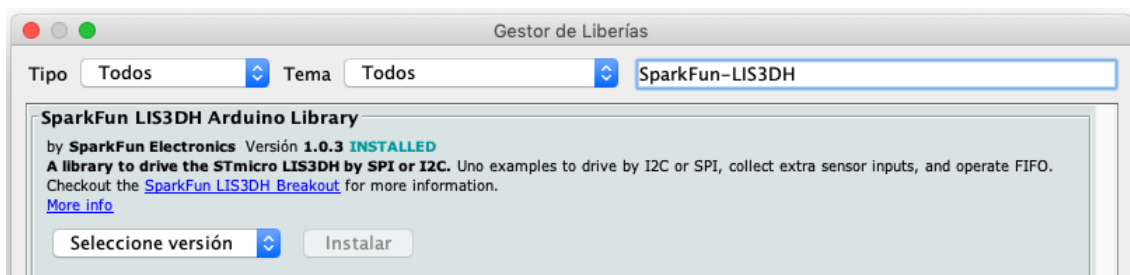 Gestor de Liberías
Tipo Todos Tema Todos SparkFun-LIS3DH
SparkFun LIS3DH Arduino Library
by SparkFun Electronics Versión 1.0.3 INSTALLED
A library to drive the STmicro LIS3DH by SPI or I2C. Uno examples to drive by I2C or SPI, collect extra sensor inputs, and operate FIFO.
Checkout the SparkFun LIS3DH Breakout for more information.
More info
Seleccione versión Instalar